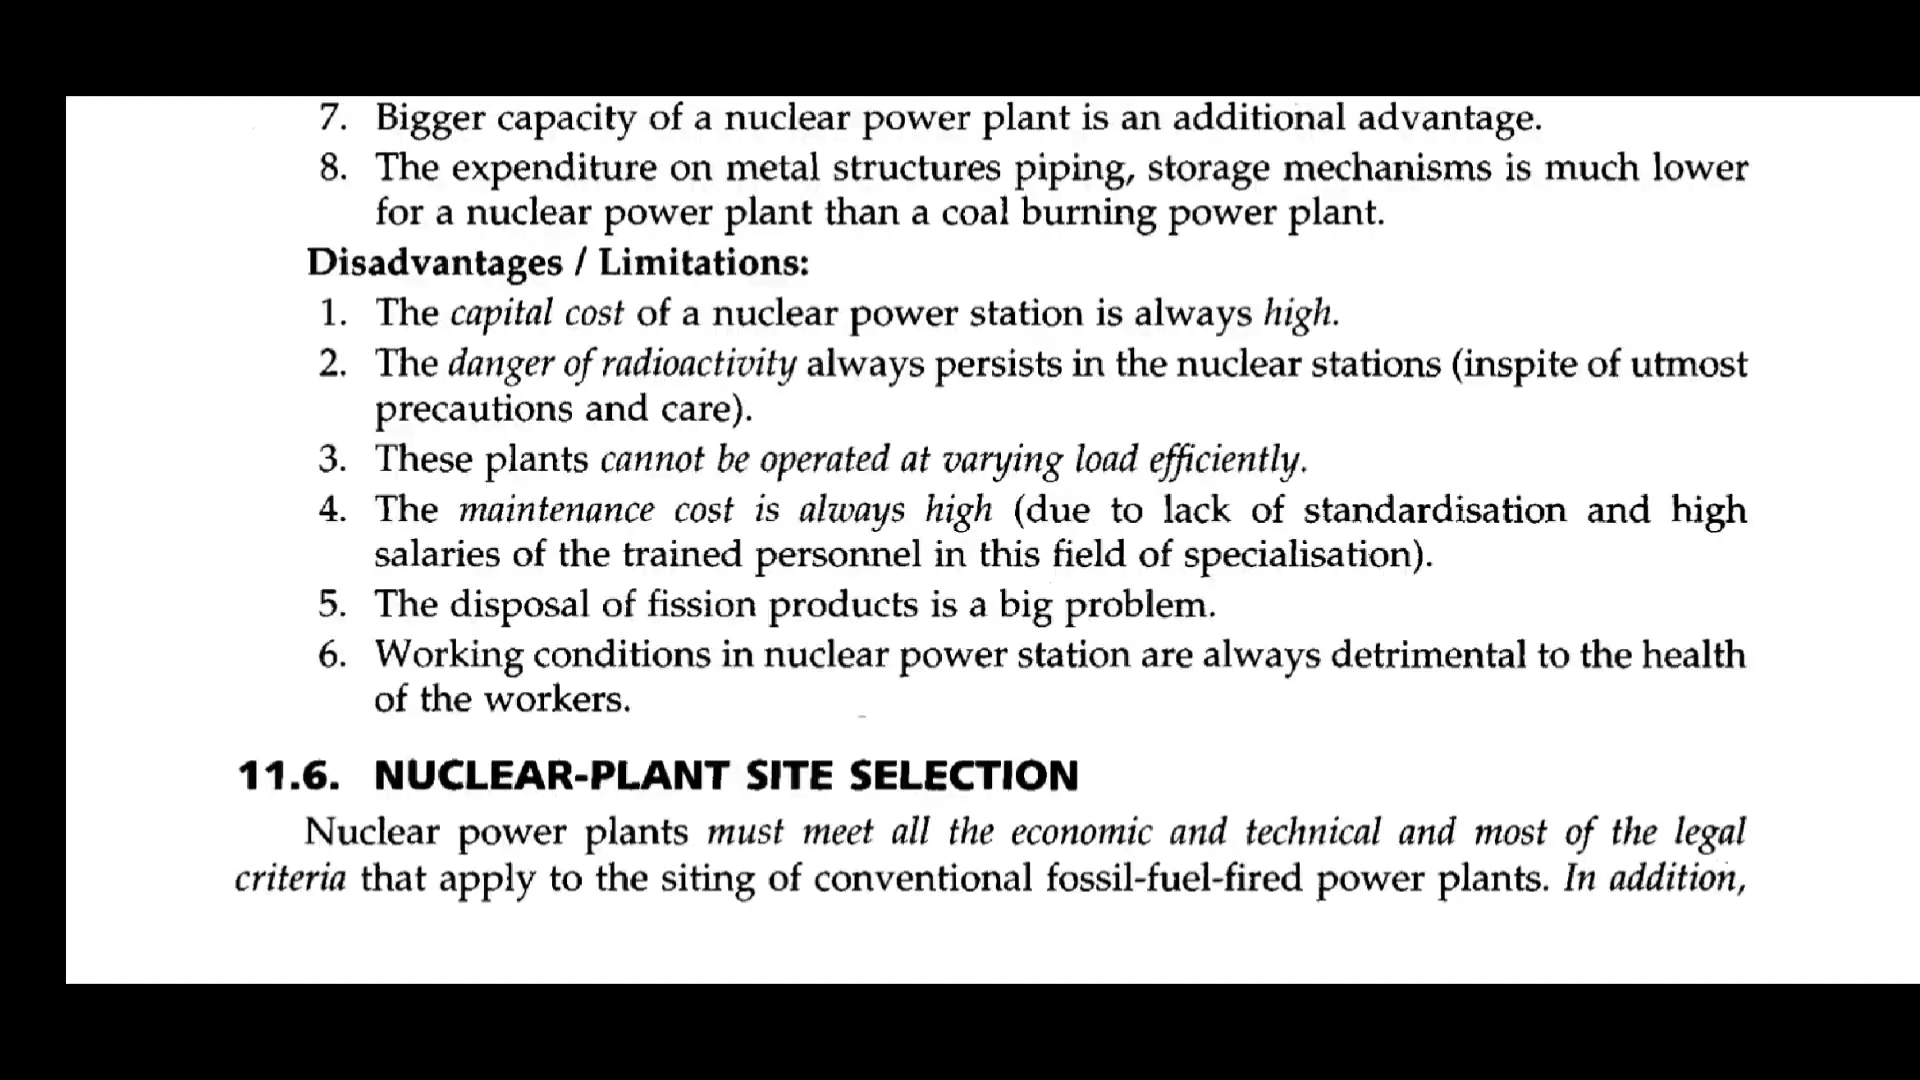 7. Bigger capacity of a nuclear power plant is an additional advantage.
8. The expenditure on metal structures piping, storage mechanisms is much lower
for a nuclear power plant than a coal burning power plant.
Disadvantages / Limitations:
1. The capital cost of a nuclear power station is always high.
2. The danger of radioactivity always persists in the nuclear stations (inspite of utmost
precautions and care).
3. These plants cannot be operated at varying load efficiently.
4. The maintenance cost is always high (due to lack of standardisation and high
salaries of the trained personnel in this field of specialisation).
5. The disposal of fission products is a big problem.
6. Working conditions in nuclear power station are always detrimental to the health
of the workers.
11.6. NUCLEAR-PLANT SITE SELECTION
Nuclear power plants must meet all the economic and technical and most of the legal
criteria that apply to the siting of conventional fossil-fuel-fired power plants. In addition,